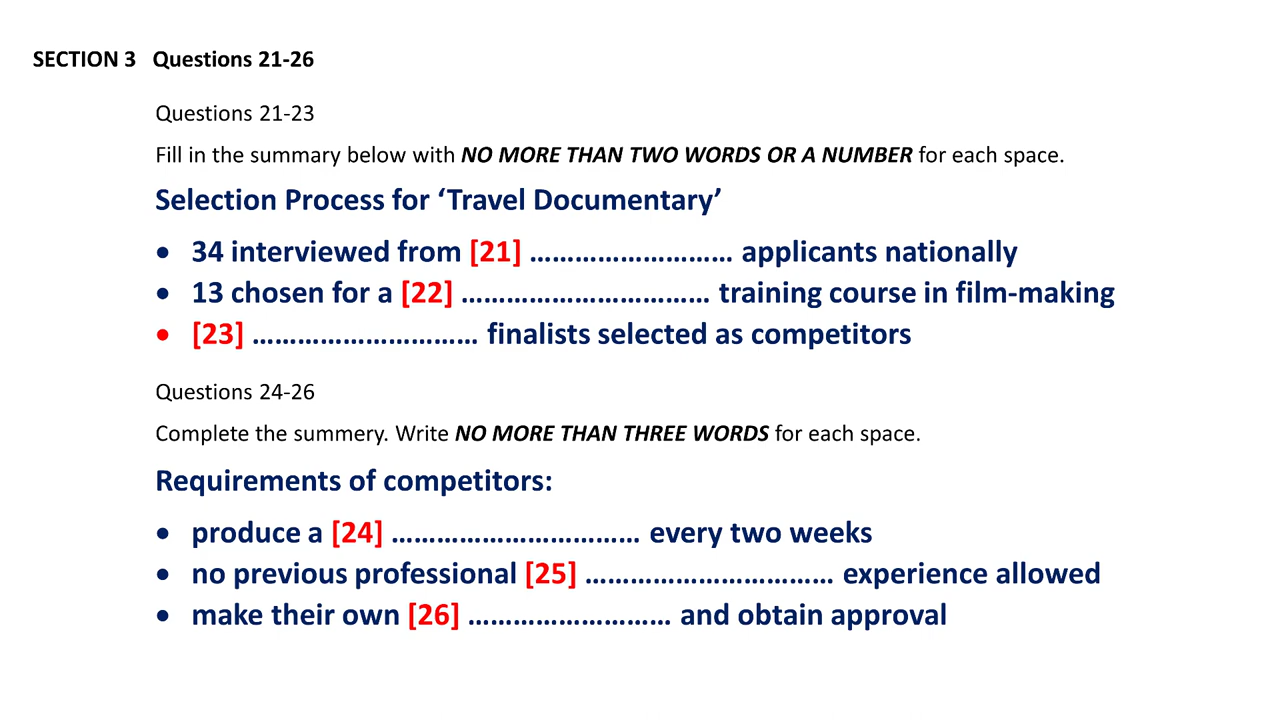 SECTION 3 Questions 21-26
Questions 21-23
Fill in the summary below with NO MORE THAN TWO WORDS OR A NUMBER for each space.
Selection Process for ‘Travel Documentary’
• 34 interviewed from [21] ……………………… applicants nationally
• 13 chosen for a [22] …………………………… training course in film-making
• [23] ………………………… finalists selected as competitors
Questions 24-26
Complete the summery. Write NO MORE THAN THREE WORDS for each space.
Requirements of competitors:
• produce a [24] …………………………… every two weeks
• no previous professional [25] …………………………… experience allowed
• make their own [26] ……………………… and obtain approval